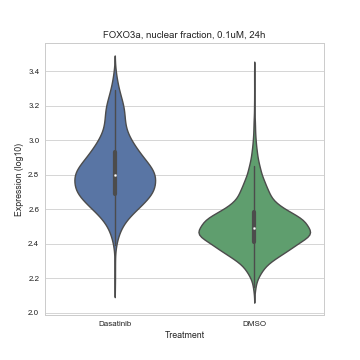 FOXO3a, nuclear fraction, 0.1uM, 24h
Expression (log10)
3.4
3.2
3.0
2.8
2.6
2.4
2.2
2.0
Dasatinib DMSO
Treatment